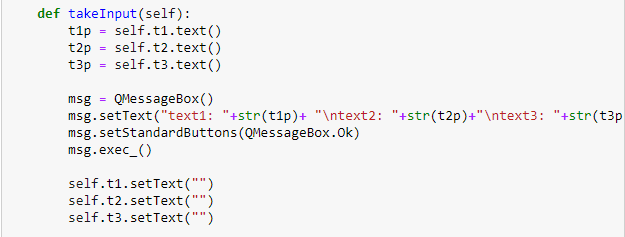 def takeInput(self):
t1p = self.t1.text()
t2p = self.t2.text()
t3p = self.t3.text()
msg = QMessageBox()
msg.setText("text1: "+str(t1p)+ "\ntext2: "+str(t2p)+"\ntext3: "+str(t3p
msg.setStandardButtons(QMessageBox.Ok)
msg.exec_()
self.t1.setText("")
self.t2.setText("")
self.t3.setText("")